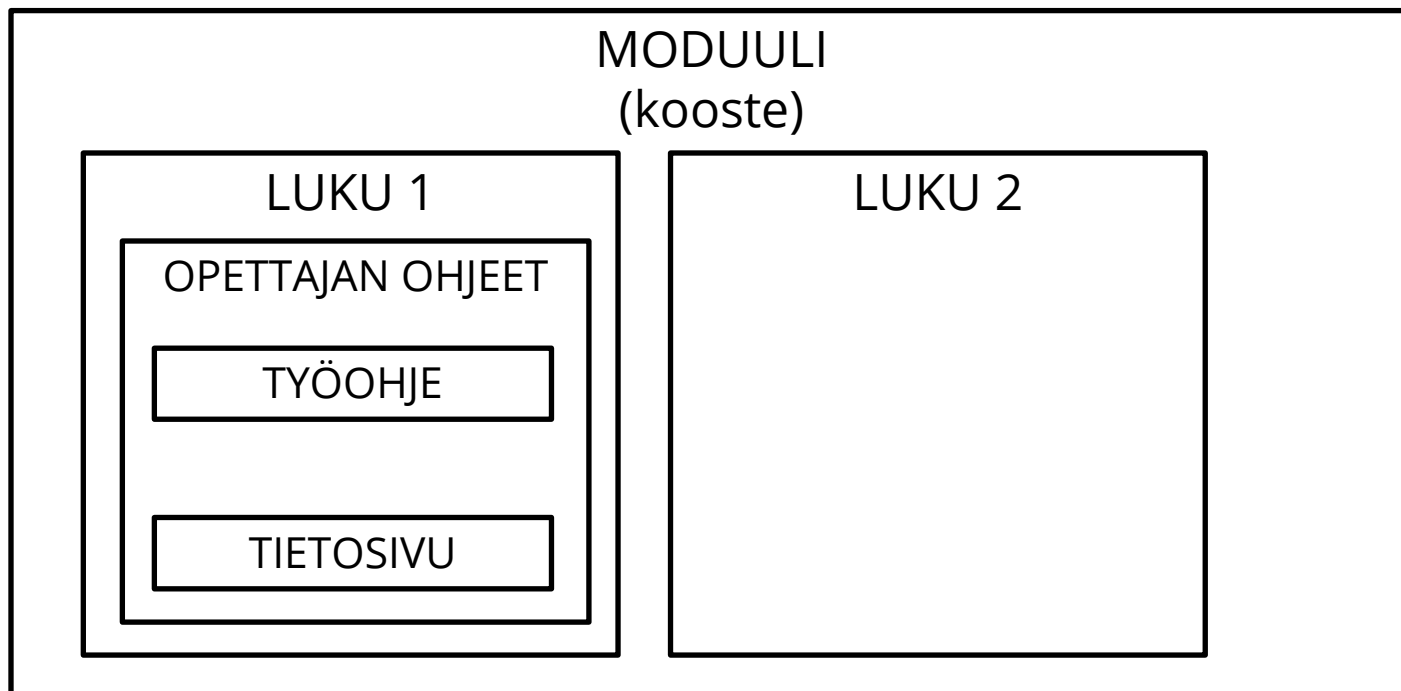 MODUULI
(kooste)
LUKU 1
OPETTAJAN OHJEET
TYÖOHJE
TIETOSIVU
LUKU 2